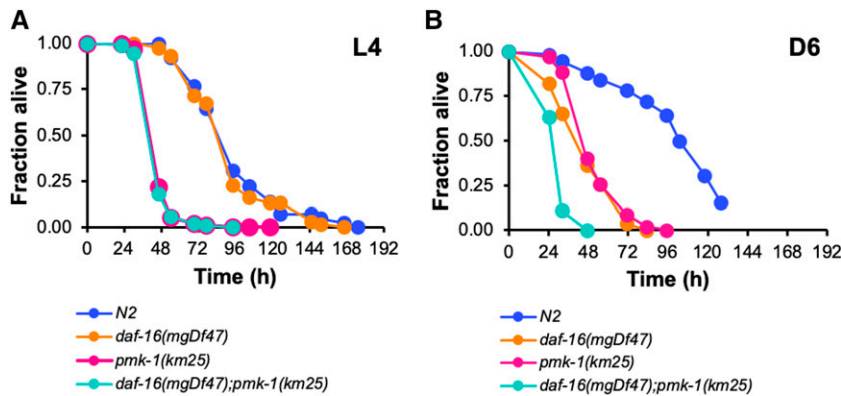 A
L4
Fraction alive
1.00
0.75
0.50
0.25
0.00
0 24 48 72 96 120 144 168 192
Time (h)
N2
daf-16(mgDf47)
pmk-1(km25)
daf-16(mgDf47);pmk-1(km25)
B
D6
Fraction alive
1.00
0.75
0.50
0.25
0.00
0 24 48 72 96 120 144 168 192
Time (h)
N2
daf-16(mgDf47)
pmk-1(km25)
daf-16(mgDf47);pmk-1(km25)